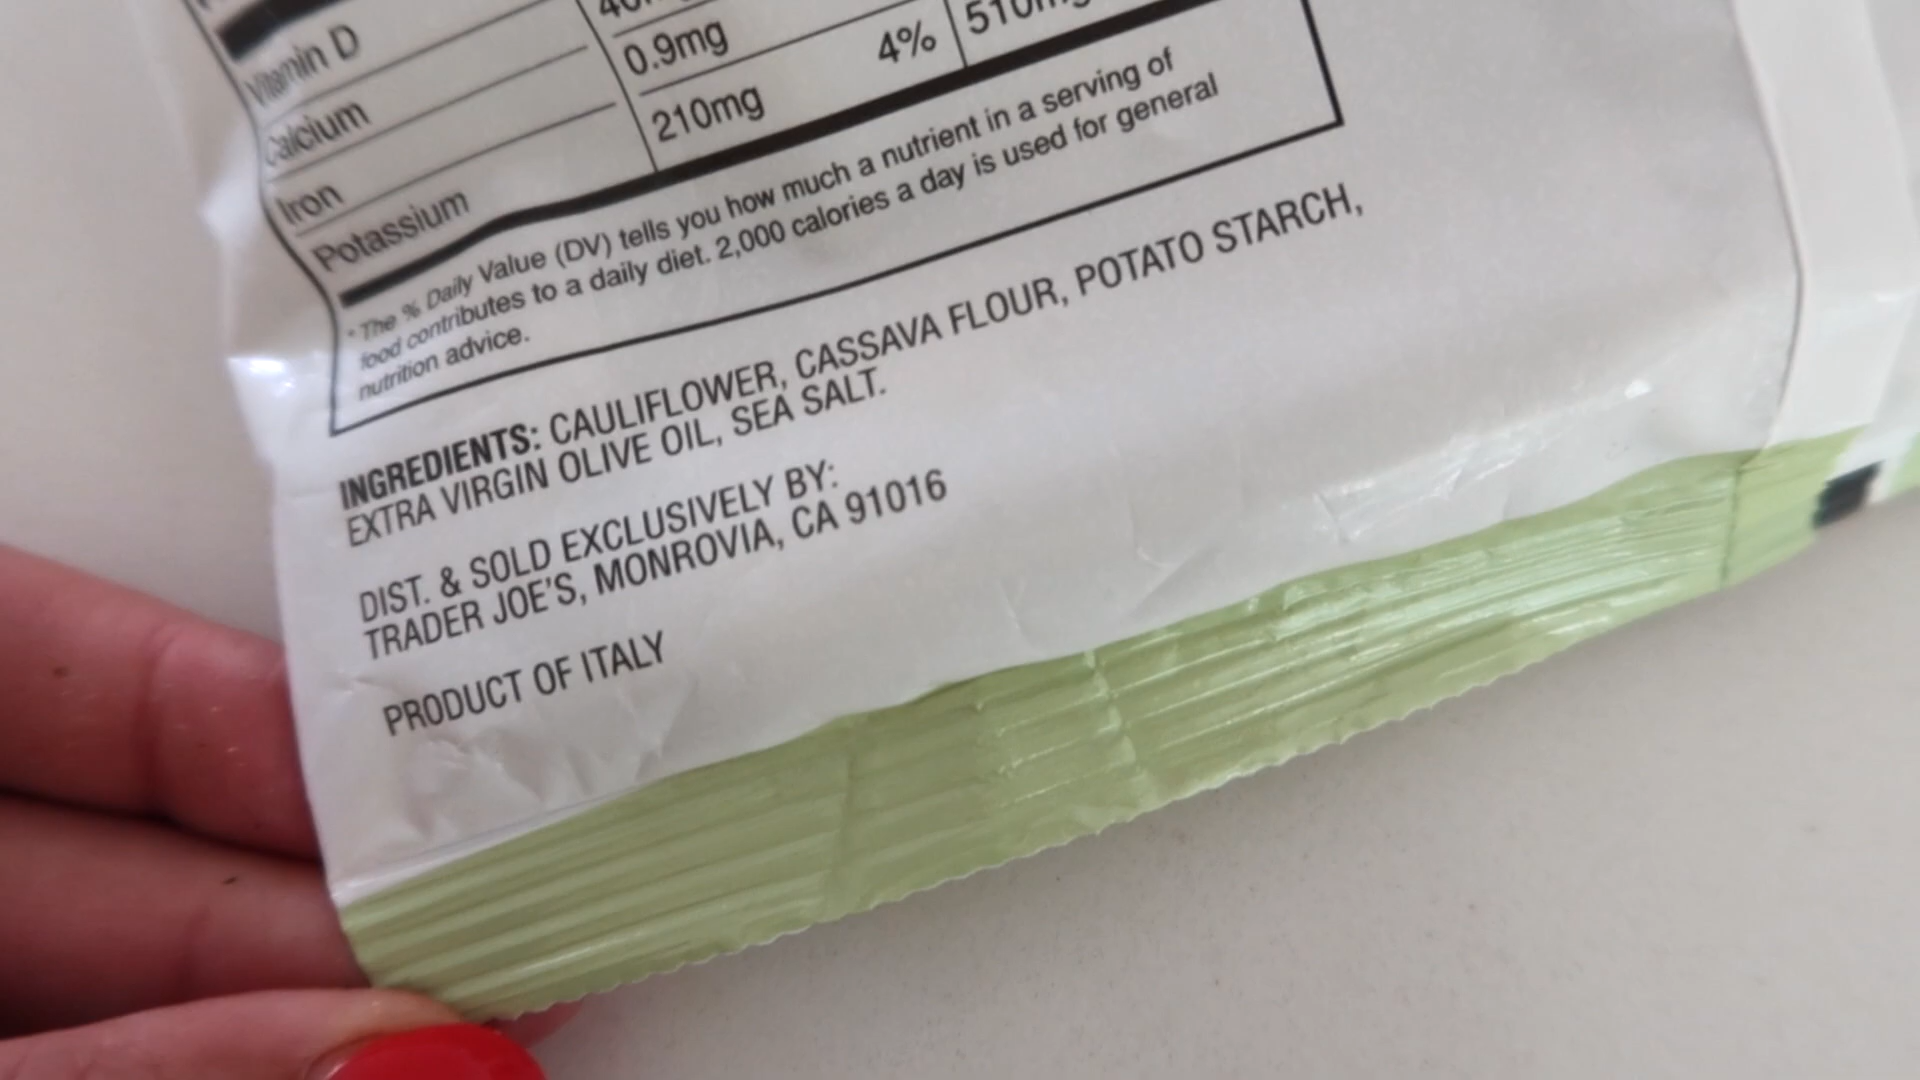 Vitamin D
Calcium
Iron 0.9mg 4%
Potassium 210mg
* The % Daily Value (DV) tells you how much a nutrient in a serving of
food contributes to a daily diet. 2,000 calories a day is used for general
nutrition advice.
INGREDIENTS: CAULIFLOWER, CASSAVA FLOUR, POTATO STARCH,
EXTRA VIRGIN OLIVE OIL, SEA SALT.
DIST. & SOLD EXCLUSIVELY BY:
TRADER JOE'S, MONROVIA, CA 91016
PRODUCT OF ITALY